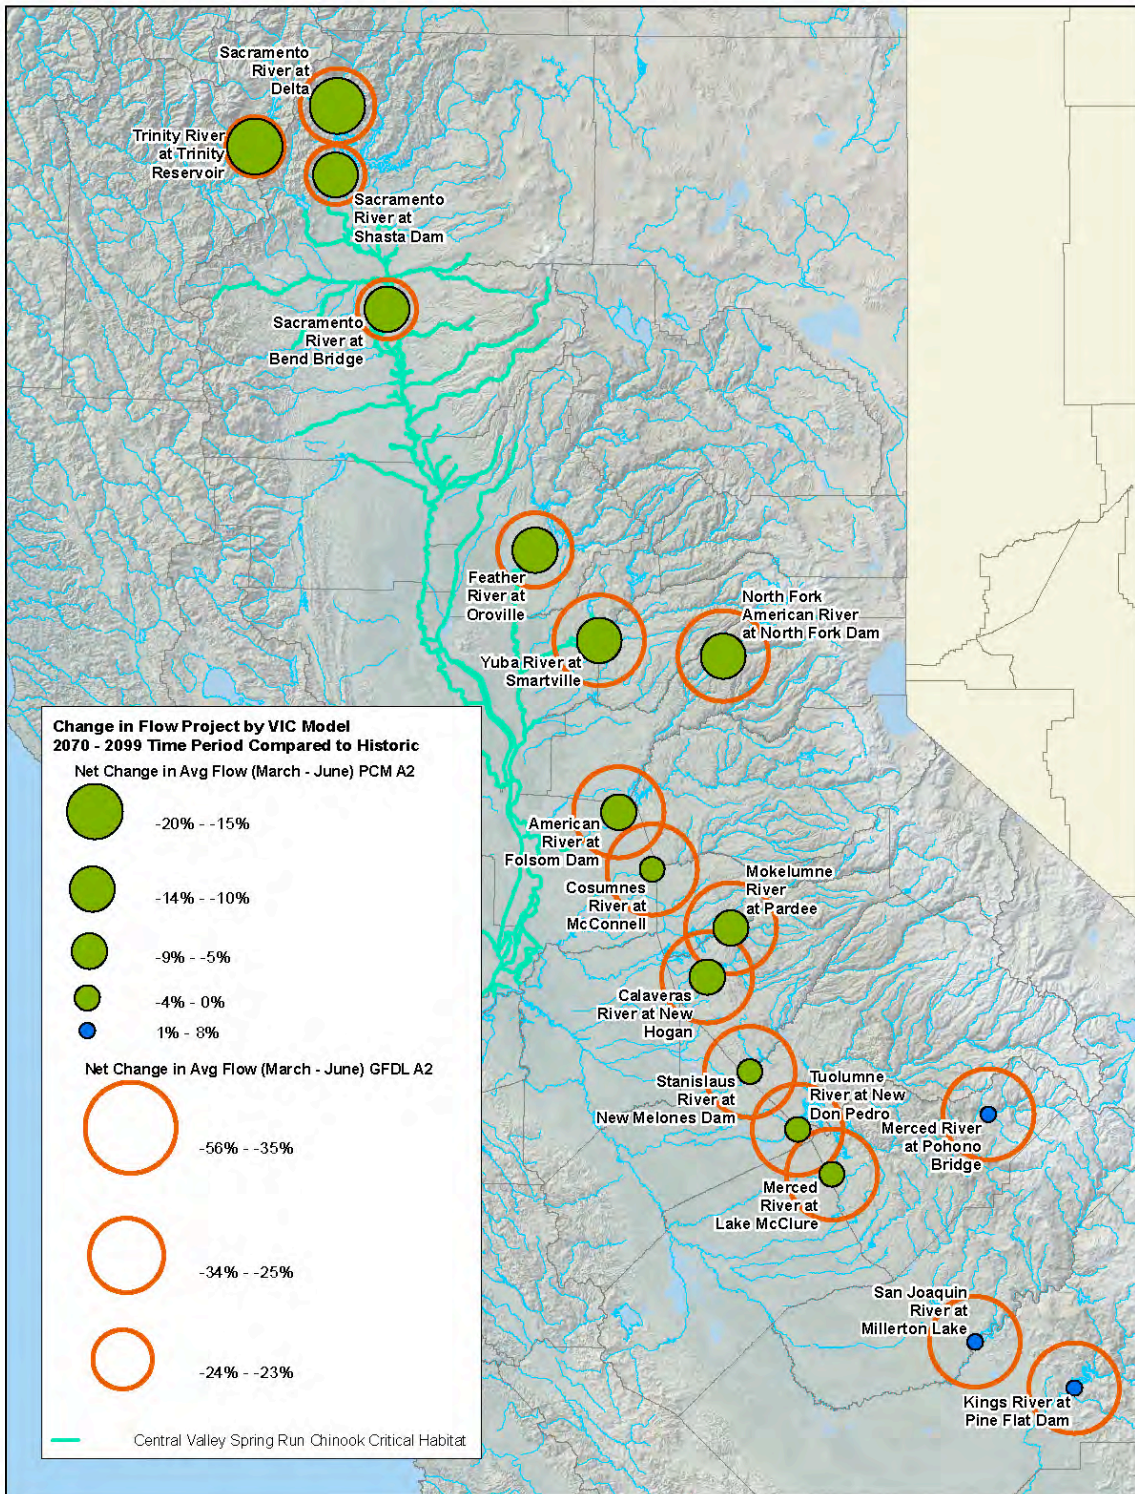 Sacramento
River at
Delta
Trinity River
at Trinity
Reservoir
Sacramento
River at
Shasta Dam
Sacramento
River at
Bend Bridge
Feather
River at
Oroville
North Fork
American River
at North Fork Dam
Yuba River at
Smartville
American
River at
Folsom Dam
Cosumnes
River at
McConnell
Mokelumne
River
at Pardee
Calaveras
River at New
Hogan
Stanislaus
River at
New Melones Dam
Tuolumne
River at New
Don Pedro
Merced River
at Pohono
Bridge
Merced
River at
Lake McClure
San Joaquin
River at
Millerton Lake
Kings River at
Pine Flat Dam
Change in Flow Project by VIC Model
2070 - 2099 Time Period Compared to Historic
Net Change in Avg Flow (March - June) PCM A2
-20% - -15%
-14% - -10%
-9% - -5%
-4% - 0%
1% - 8%
Net Change in Avg Flow (March - June) GFDL A2
-56% - -35%
-34% - -25%
-24% - -23%
Central Valley Spring Run Chinook Critical Habitat